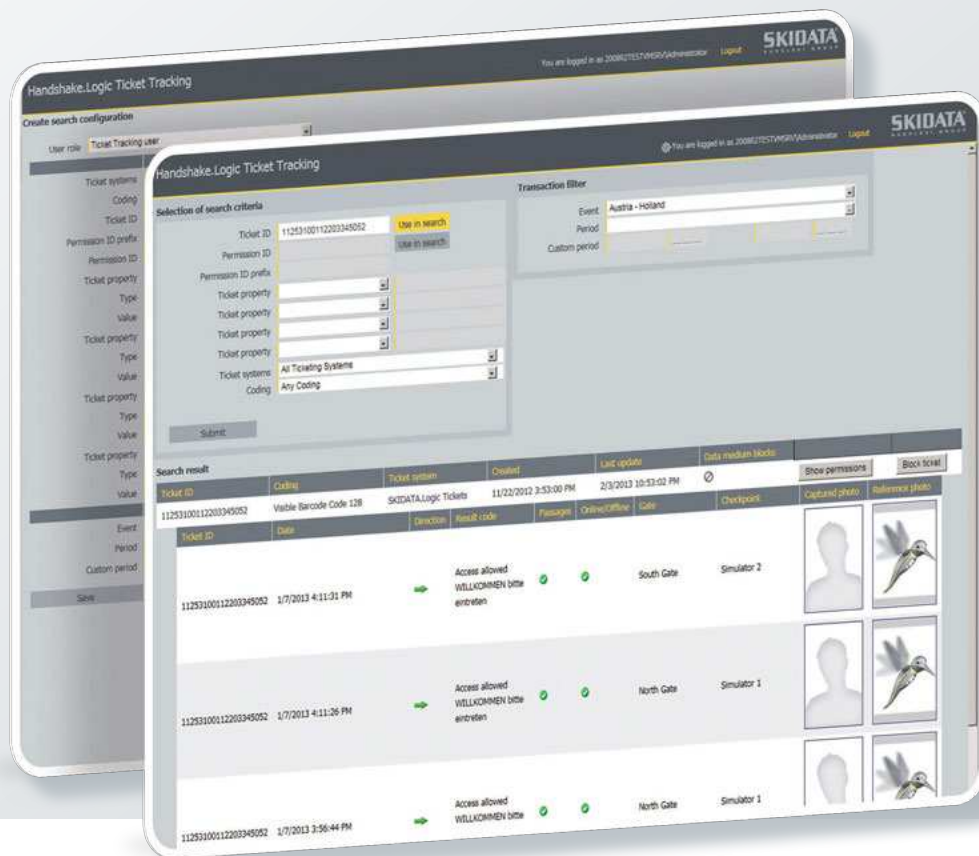 Handshake.Logic Ticket Tracking
You are logged in as 2008R2TESTVMSRV\Administrator Logout
SKIDATA
KUDELSKI GROUP
Create search configuration
User role Ticket Tracking user
Ticket systems
Coding
Ticket ID
Permission ID prefix
Permission ID
Ticket property
Type
Value
Ticket property
Type
Value
Ticket property
Type
Value
Ticket property
Type
Value
Event
Period
Custom period
Save
Handshake.Logic Ticket Tracking
You are logged in as 2008R2TESTVMSRV\Administrator Logout
SKIDATA
KUDELSKI GROUP
Selection of search criteria
Ticket ID 11253100112203345052 Use in search
Permission ID Use in search
Permission ID prefix
Ticket property
Ticket property
Ticket property
Ticket property
Ticket systems All Ticketing Systems
Coding Any Coding
Submit
Transaction filter
Event Austria - Holland
Period
Custom period
Search result
Ticket ID Coding Ticket system Created Last update Data medium blocks
11253100112203345052 Visible Barcode Code 128 SKIDATA.Logic Tickets 11/22/2012 3:53:00 PM 2/3/2013 10:53:02 PM Show permissions Block ticket
Ticket ID Date Direction Result code Passages Online/Offline Gate Checkpoint Captured photo Reference photo
11253100112203345052 1/7/2013 4:11:31 PM Access allowed WILLKOMMEN bitte eintreten South Gate Simulator 2
11253100112203345052 1/7/2013 4:11:26 PM Access allowed WILLKOMMEN bitte eintreten North Gate Simulator 1
11253100112203345052 1/7/2013 3:56:44 PM Access allowed WILLKOMMEN bitte North Gate Simulator 1